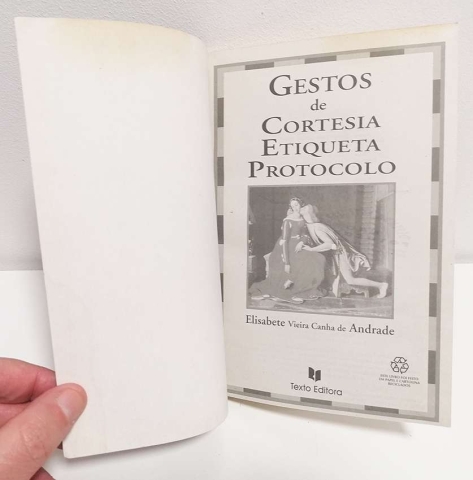 GESTOS
de
CORTESIA
ETIQUETA
PROTOCOLO
Elisabete Vieira Canha de Andrade
Texto Editora